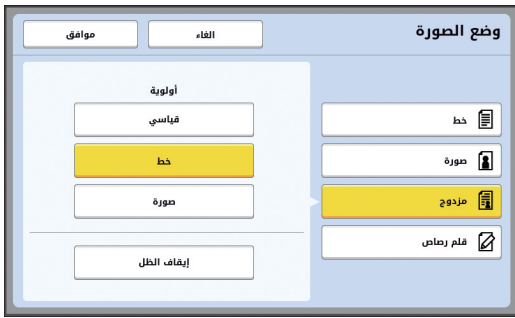 وضع الصورة
الغاء
موافق
خط
صورة
مزدوج
قلم رصاص
أولوية
قياسي
خط
صورة
إيقاف الظل